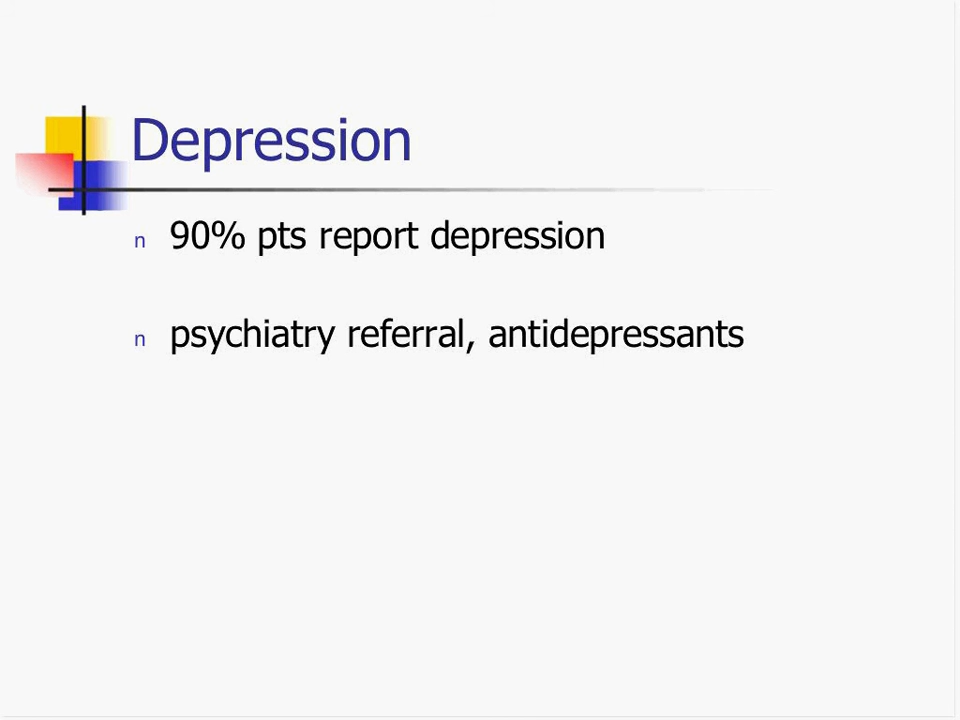 Depression
n 90% pts report depression
n psychiatry referral, antidepressants